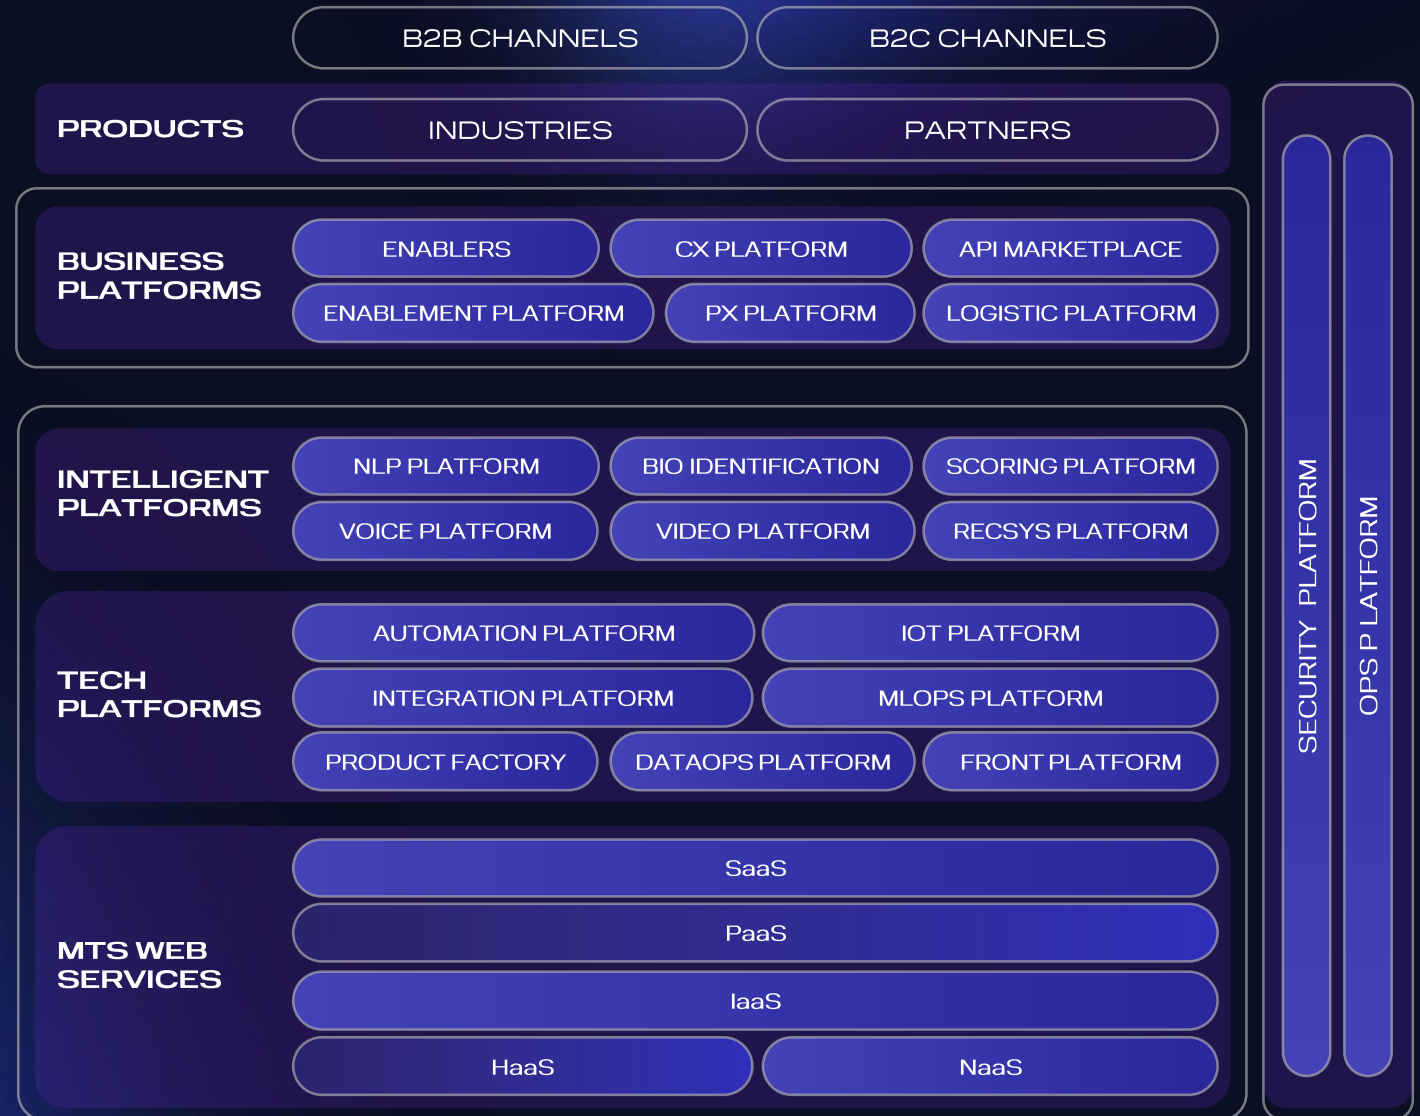 B2B CHANNELS
B2C CHANNELS
PRODUCTS
INDUSTRIES
PARTNERS
BUSINESS
PLATFORMS
ENABLERS
CX PLATFORM
API MARKETPLACE
ENABLEMENT PLATFORM
PX PLATFORM
LOGISTIC PLATFORM
INTELLIGENT
PLATFORMS
NLP PLATFORM
BIO IDENTIFICATION
SCORING PLATFORM
VOICE PLATFORM
VIDEO PLATFORM
RECSYS PLATFORM
TECH
PLATFORMS
AUTOMATION PLATFORM
IOT PLATFORM
INTEGRATION PLATFORM
MLOPS PLATFORM
PRODUCT FACTORY
DATAOPS PLATFORM
FRONT PLATFORM
MTS WEB
SERVICES
SaaS
PaaS
IaaS
HaaS
NaaS
SECURITY PLATFORM
OPS P LATFORM